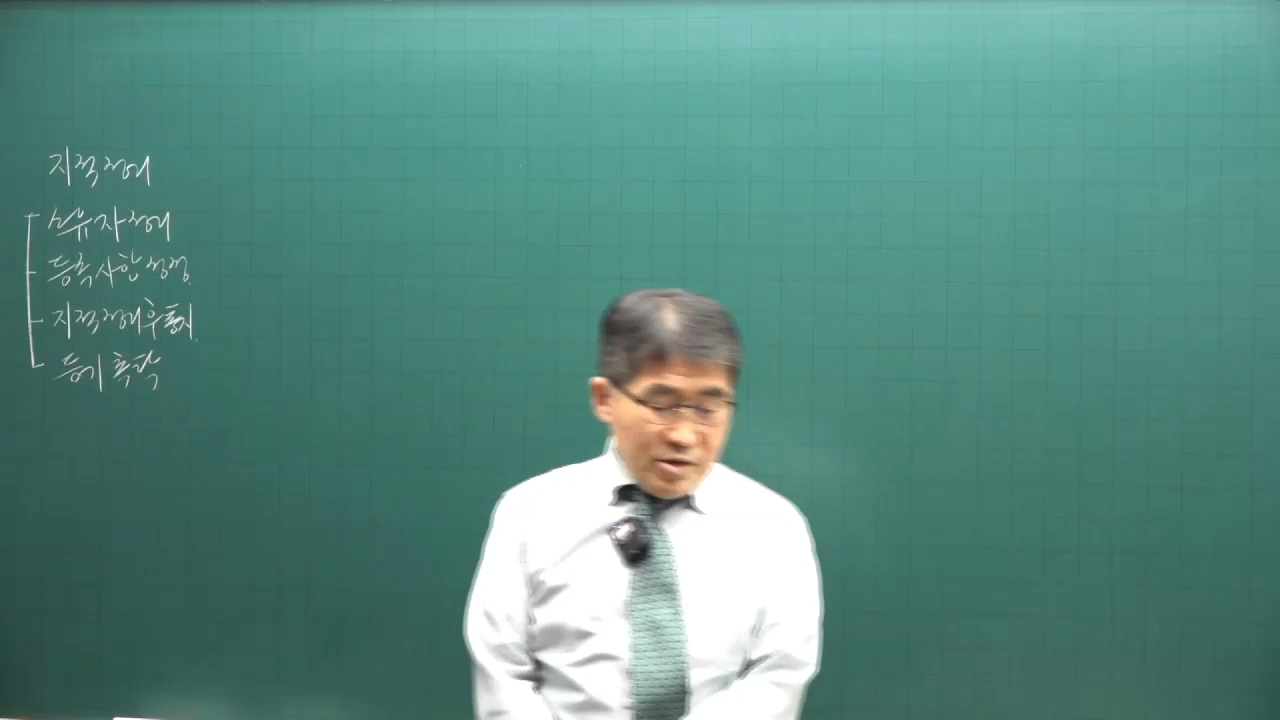 지적정리
소유자정리
등록사항정정
지적정리후통지
등기촉탁